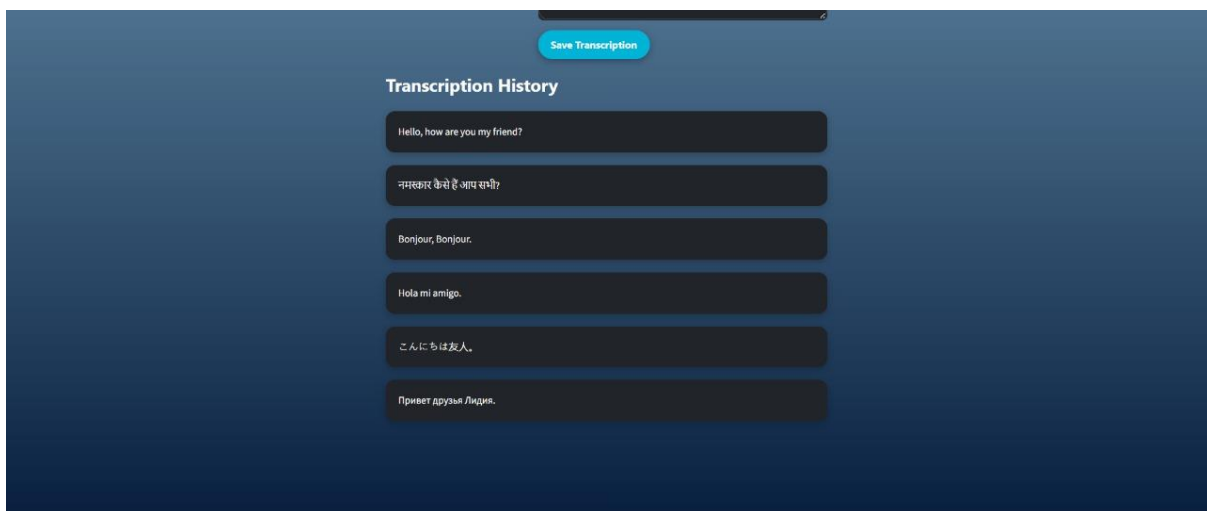 Save Transcription
Transcription History
Hello, how are you my friend?
नमस्कार कैसे हैं आप सभी?
Bonjour, Bonjour.
Hola mi amigo.
こんにちは友人。
Привет друзья Лидия.